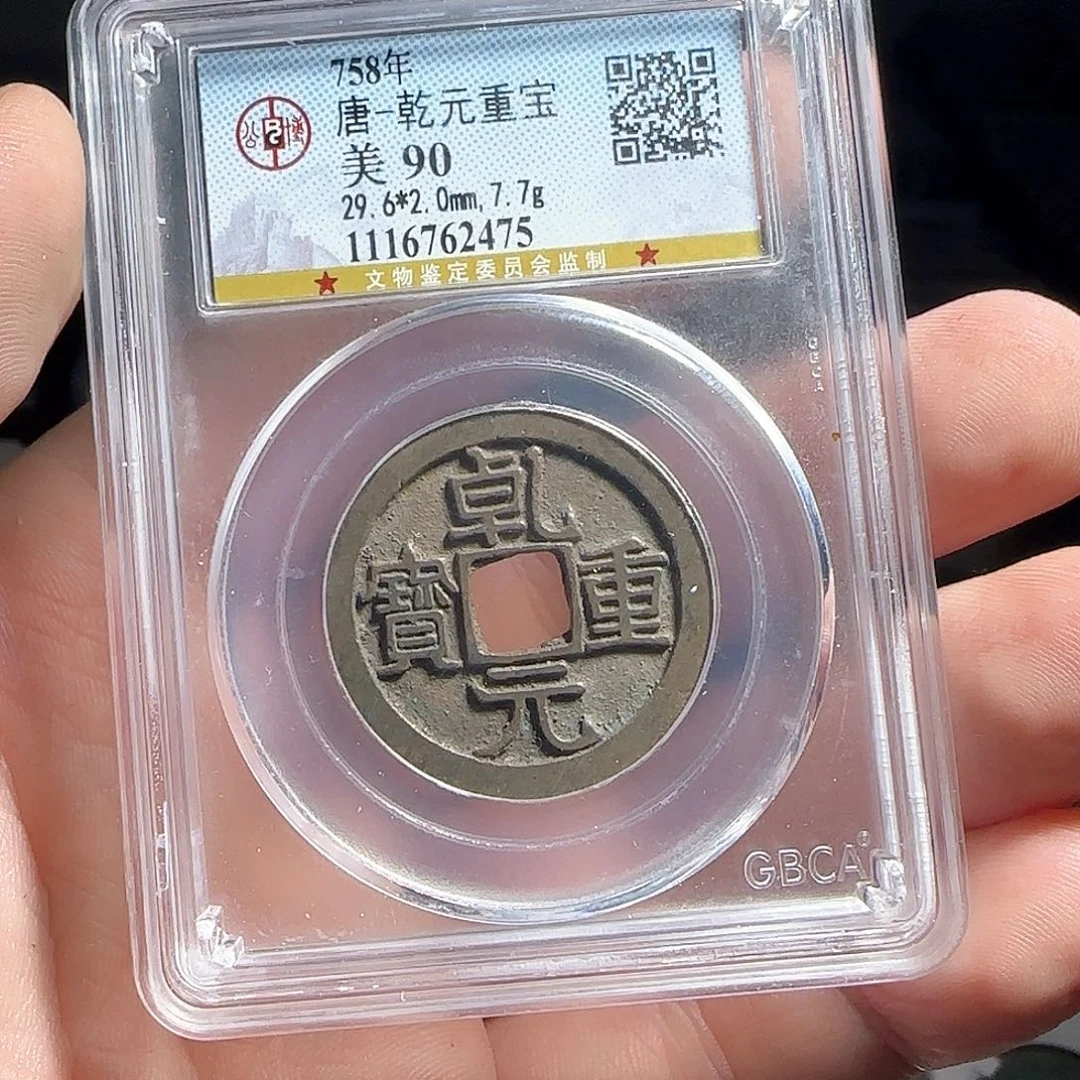 758年
唐-乾元重宝
美 90
29.6*2.0mm, 7.7g
1116762475
文物鉴定委员会监制
乾
元
重
寶
GBCA